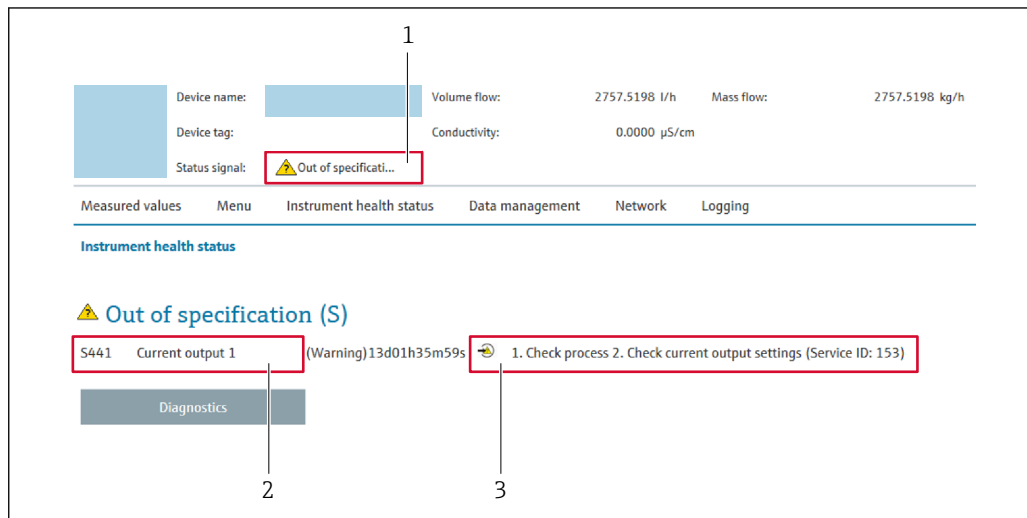 1
Device name: Volume flow: 2757.5198 l/h Mass flow: 2757.5198 kg/h
Device tag: Conductivity: 0.0000 µS/cm
Status signal: Out of specificati...
Measured values Menu Instrument health status Data management Network Logging
Instrument health status
Out of specification (S)
S441 Current output 1 (Warning)13d01h35m59s 1. Check process 2. Check current output settings (Service ID: 153)
Diagnostics
2 3